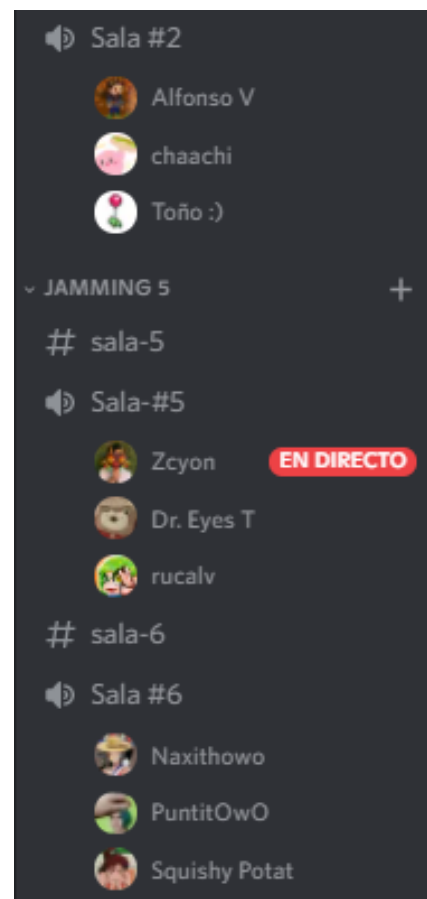 Sala #2
Alfonso V
chaachi
Toño :)
JAMMING 5
# sala-5
Sala-#5
Zcyon EN DIRECTO
Dr. Eyes T
rucalv
# sala-6
Sala #6
Naxithowo
PuntitOwO
Squishy Potat